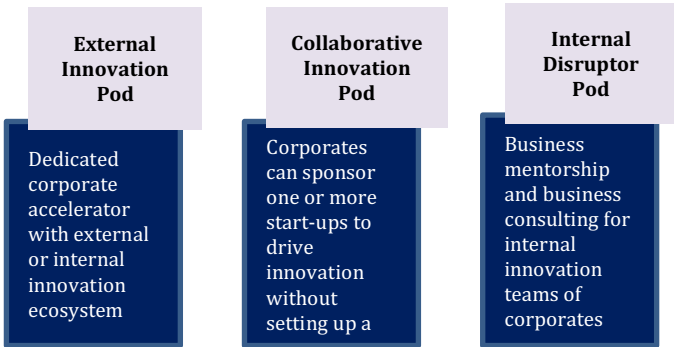 External
Innovation
Pod
Dedicated
corporate
accelerator
with external
or internal
innovation
ecosystem
Collaborative
Innovation
Pod
Corporates
can sponsor
one or more
start-ups to
drive
innovation
without
setting up a
Internal
Disruptor
Pod
Business
mentorship
and business
consulting for
internal
innovation
teams of
corporates